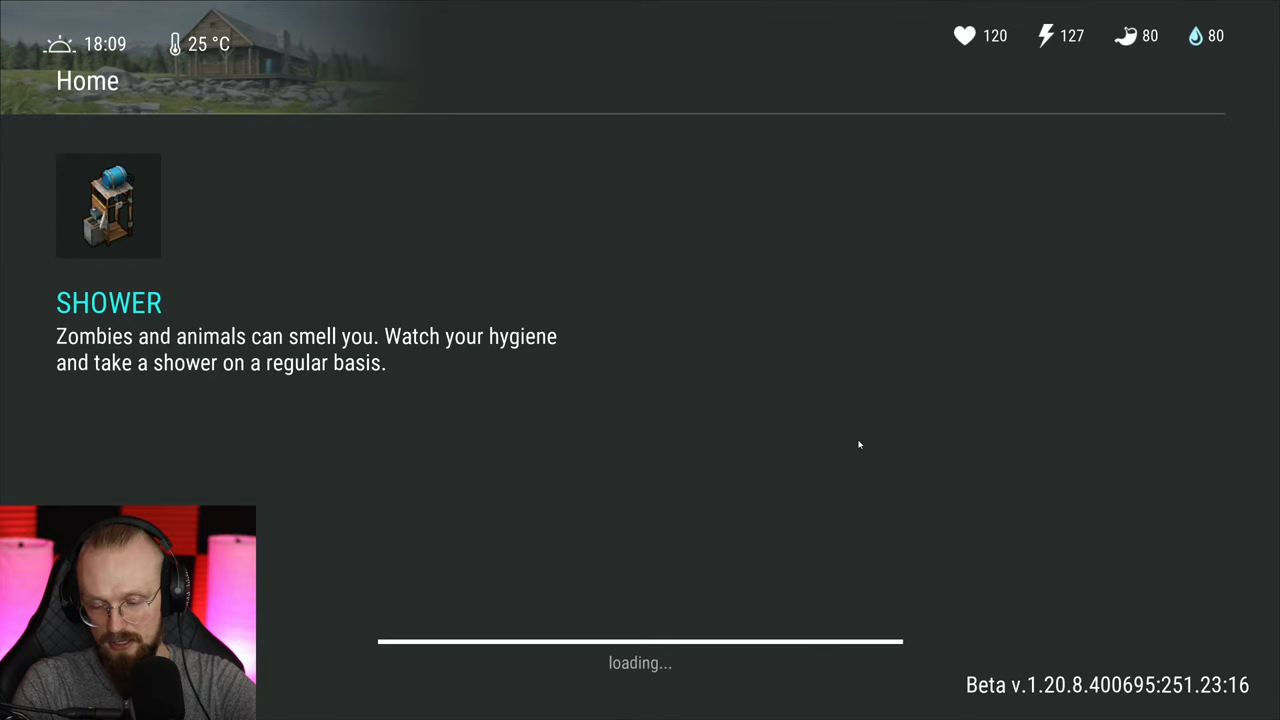 18:09 25 °C 120 127 80 80
Home
SHOWER
Zombies and animals can smell you. Watch your hygiene
and take a shower on a regular basis.
loading...
Beta v.1.20.8.400695:251.23:16